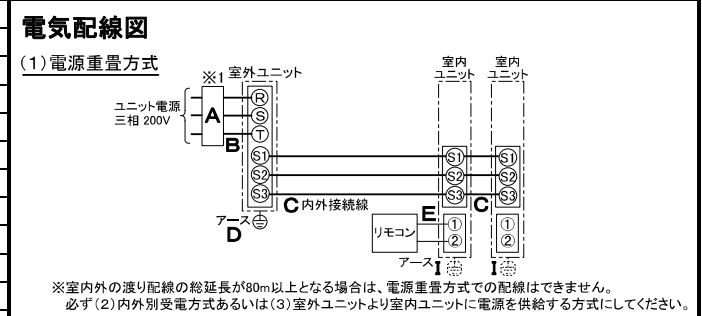 電気配線図
(1)電源重畳方式
※1 室外ユニット
室内
ユニット
室内
ユニット
ユニット電源
三相 200V
A
B
R
S
T
S1
S2
S3
S1
S2
S3
S1
S2
S3
C 内外接続線
C
アース
D
リモコン
E
①
②
①
②
アース I
I
※室内外の渡り配線の総延長が80m以上となる場合は、電源重畳方式での配線はできません。
必ず(2)内外別受電方式あるいは(3)室外ユニットより室内ユニットに電源を供給する方式にしてください。